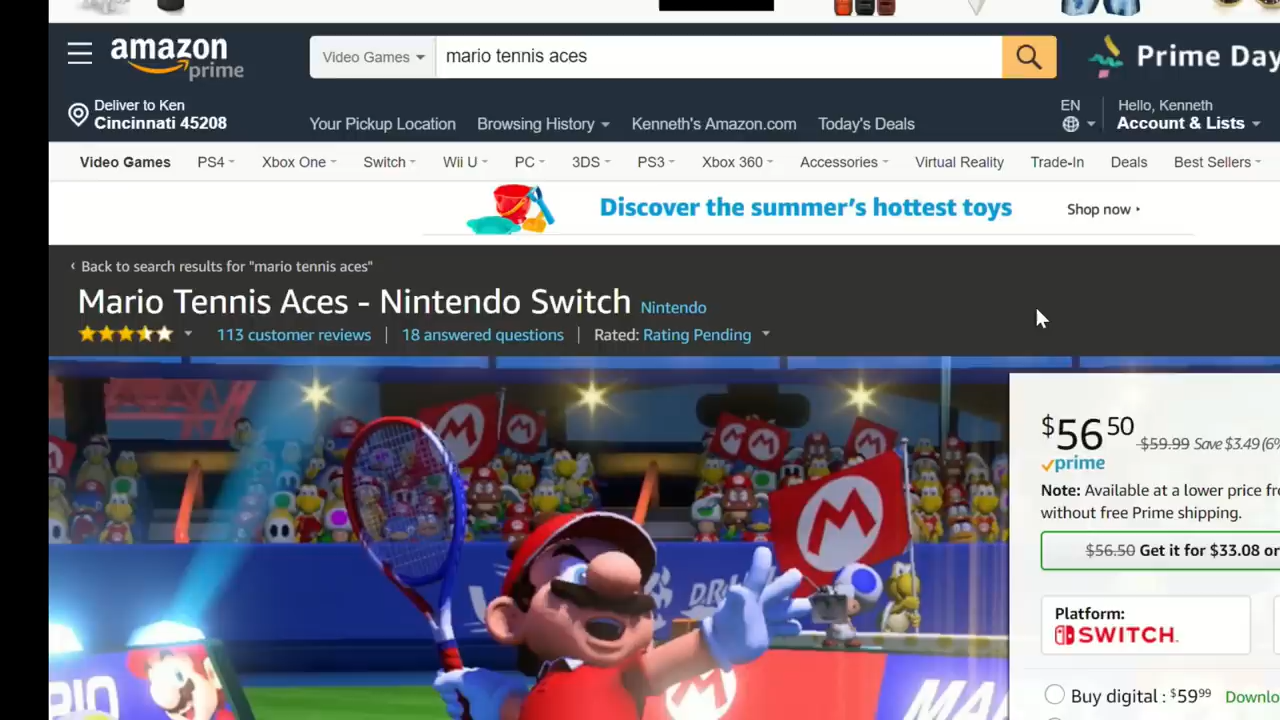 amazon
prime
Video Games
mario tennis aces
Prime Day
Deliver to Ken
Cincinnati 45208
Your Pickup Location
Browsing History
Kenneth's Amazon.com
Today's Deals
EN
Hello, Kenneth
Account & Lists
Video Games PS4 Xbox One Switch Wii U PC 3DS PS3 Xbox 360 Accessories Virtual Reality Trade-In Deals Best Sellers
Discover the summer's hottest toys Shop now
‹ Back to search results for "mario tennis aces"
Mario Tennis Aces - Nintendo Switch Nintendo
113 customer reviews | 18 answered questions | Rated: Rating Pending
$56 50 $59.99 Save $3.49 (6%
prime
Note: Available at a lower price
without free Prime shipping.
$56.50 Get it for $33.08 or
Platform:
SWITCH
Buy digital : $59 99